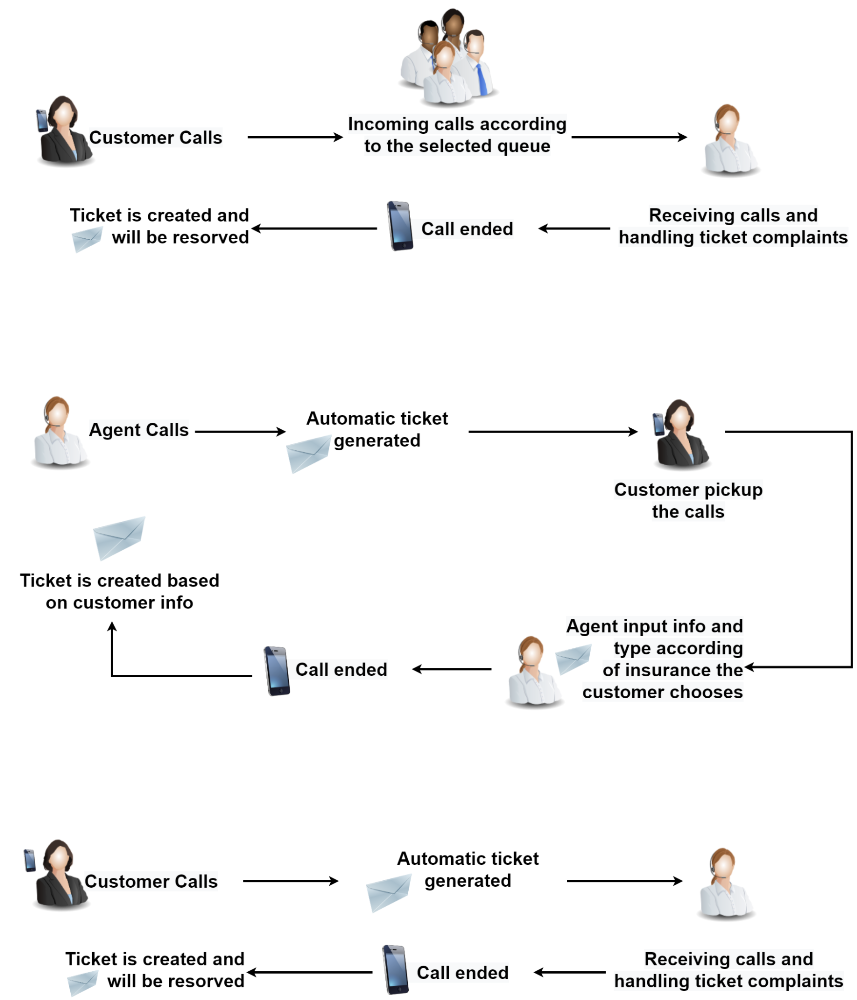 Incoming calls according
to the selected queue
Customer Calls
Ticket is created and
will be resorved
Call ended
Receiving calls and
handling ticket complaints
Agent Calls
Automatic ticket
generated
Customer pickup
the calls
Ticket is created based
on customer info
Call ended
Agent input info and
type according
of insurance the
customer chooses
Customer Calls
Automatic ticket
generated
Ticket is created and
will be resorved
Call ended
Receiving calls and
handling ticket complaints